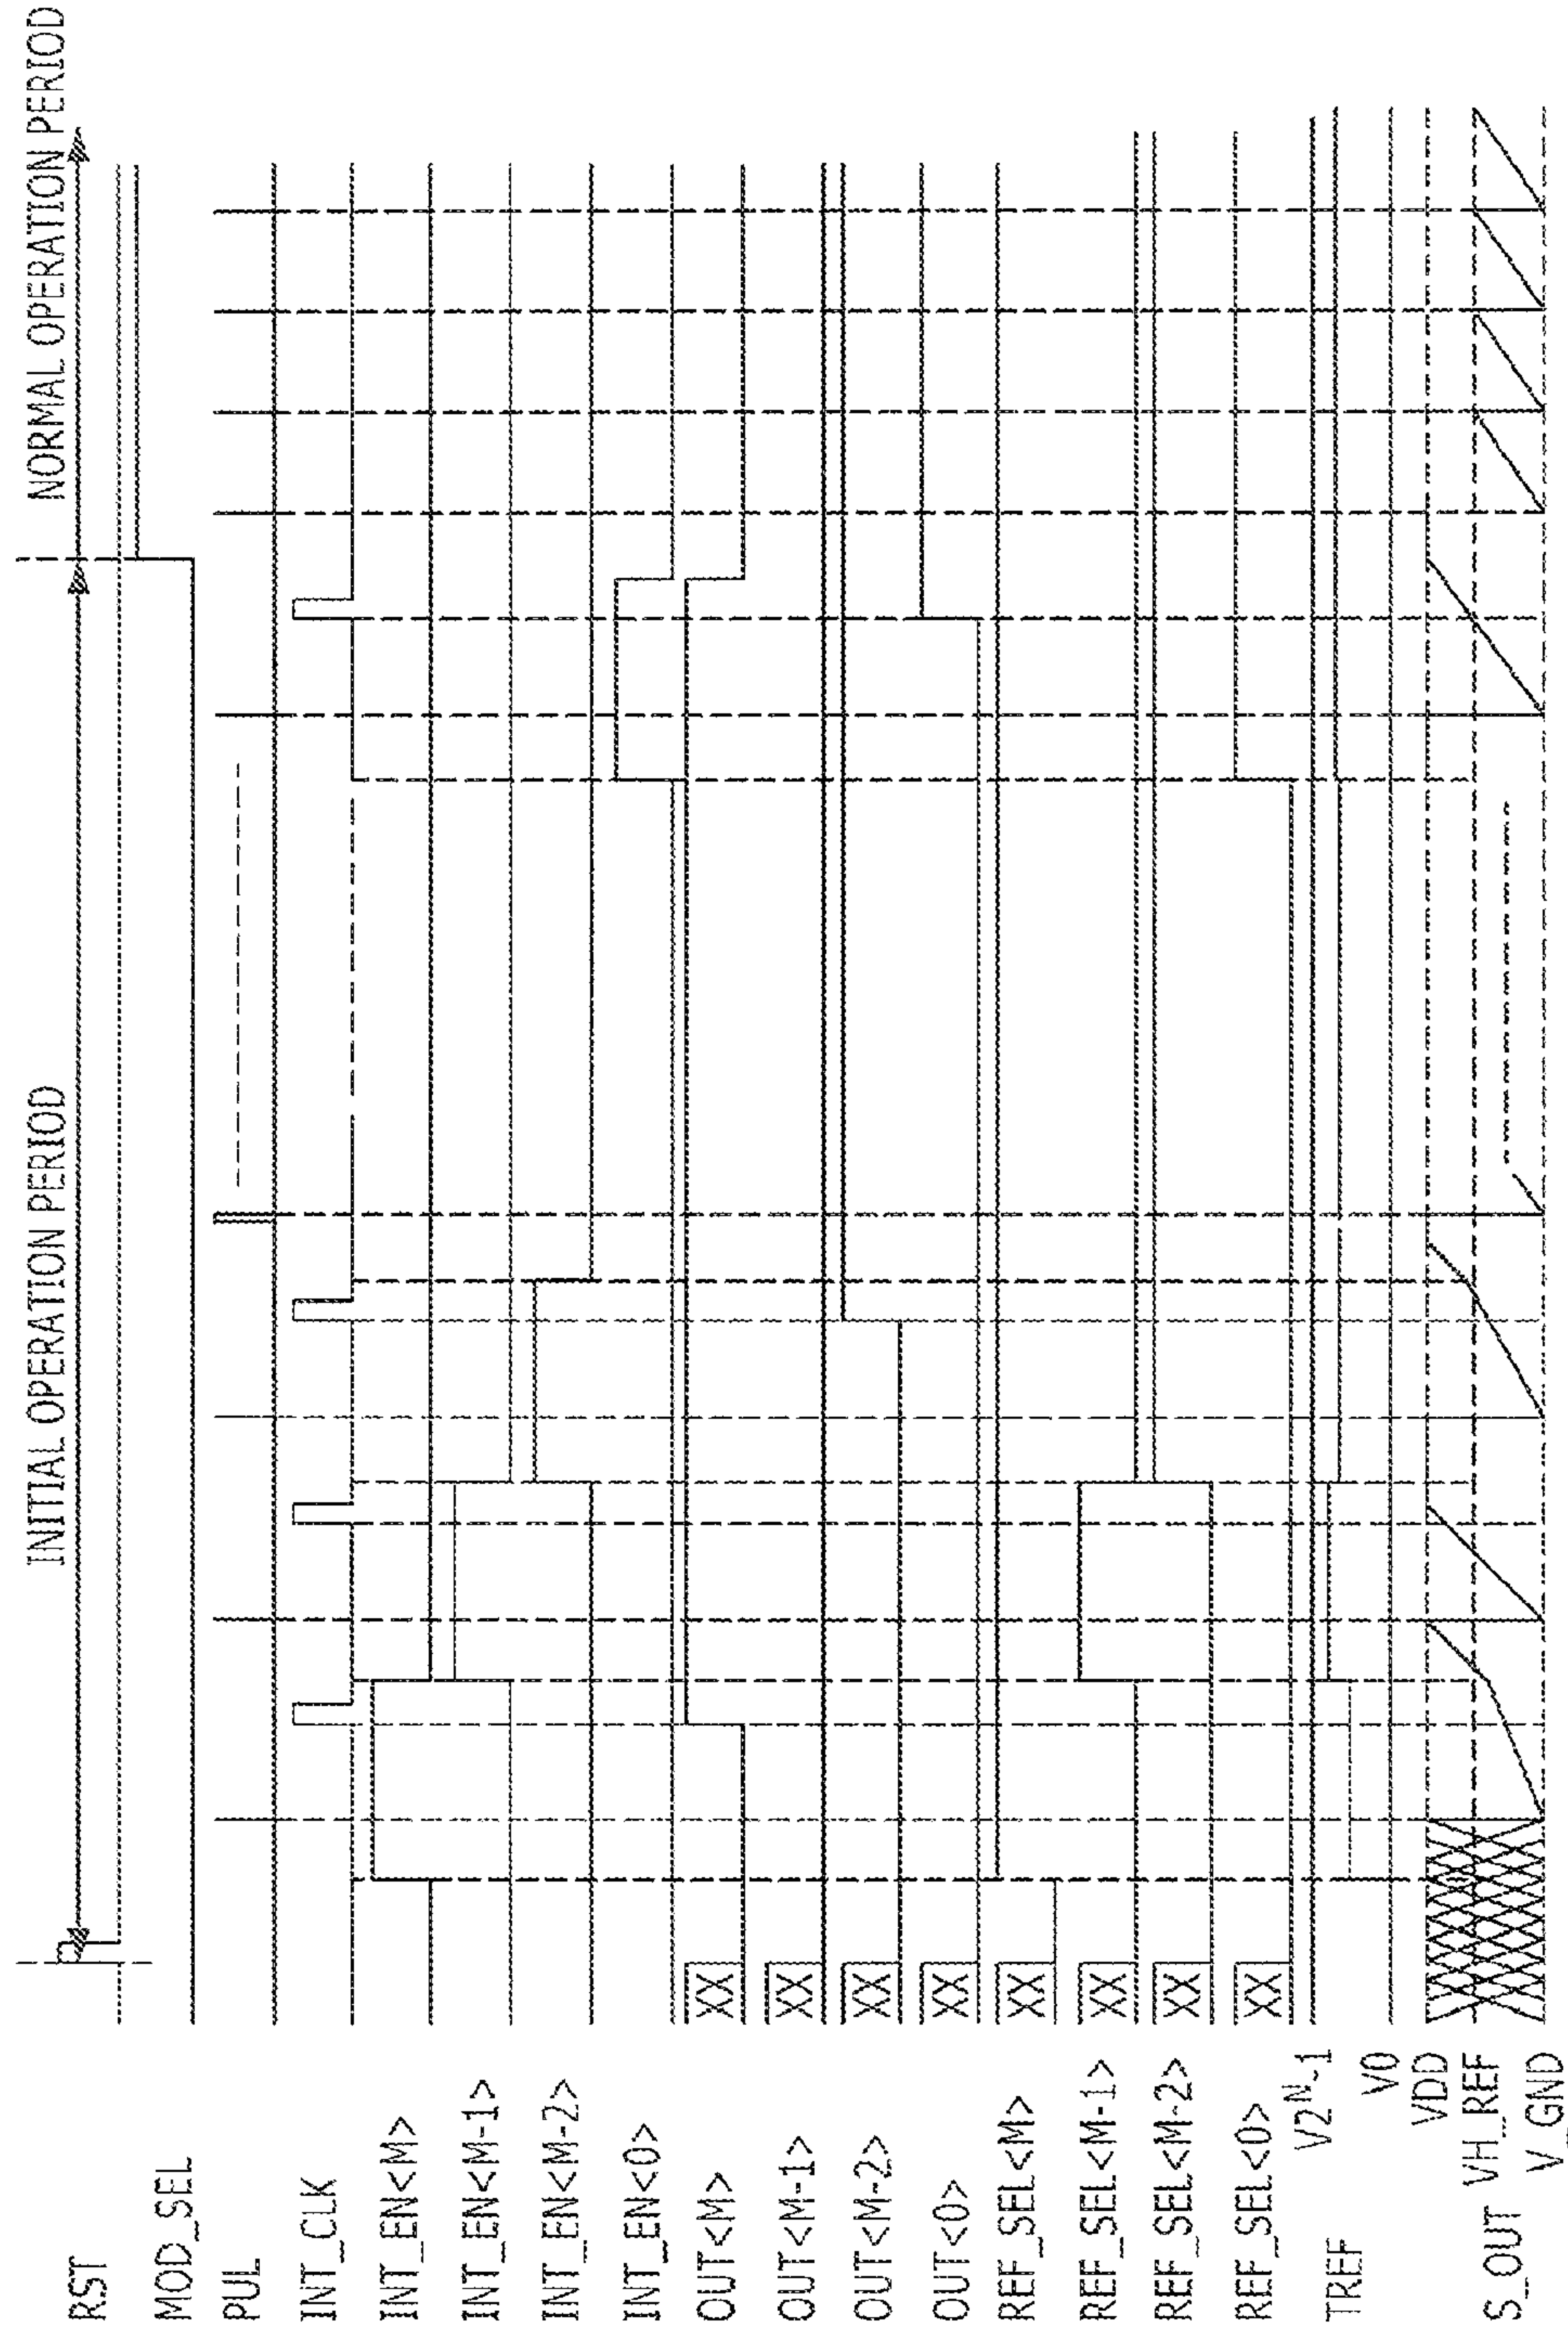 INITIAL OPERATION PERIOD
NORMAL OPERATION PERIOD
RST
MOD_SEL
PUL
INT_CLK
INT_EN<M>
INT_EN<M-1>
INT_EN<M-2>
INT_EN<0>
OUT<M>
XX
OUT<M-1>
XX
OUT<M-2>
XX
OUT<0>
XX
REF_SEL<M>
XX
REF_SEL<M-1>
XX
REF_SEL<M-2>
XX
REF_SEL<0>
XX
V2^N-1
TREF
V0
VDD
VH_REF
S_OUT
V_GND